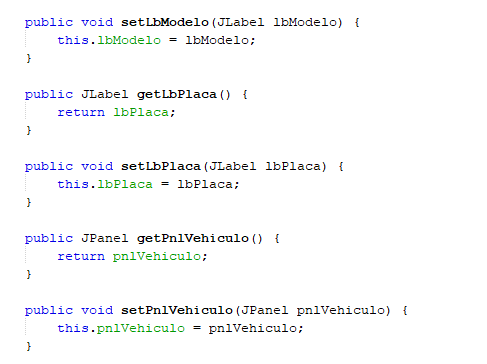 public void setLbModelo(JLabel lbModelo) {
    this.lbModelo = lbModelo;
}
public JLabel getLbPlaca() {
    return lbPlaca;
}
public void setLbPlaca(JLabel lbPlaca) {
    this.lbPlaca = lbPlaca;
}
public JPanel getPnlVehiculo() {
    return pnlVehiculo;
}
public void setPnlVehiculo(JPanel pnlVehiculo) {
    this.pnlVehiculo = pnlVehiculo;
}